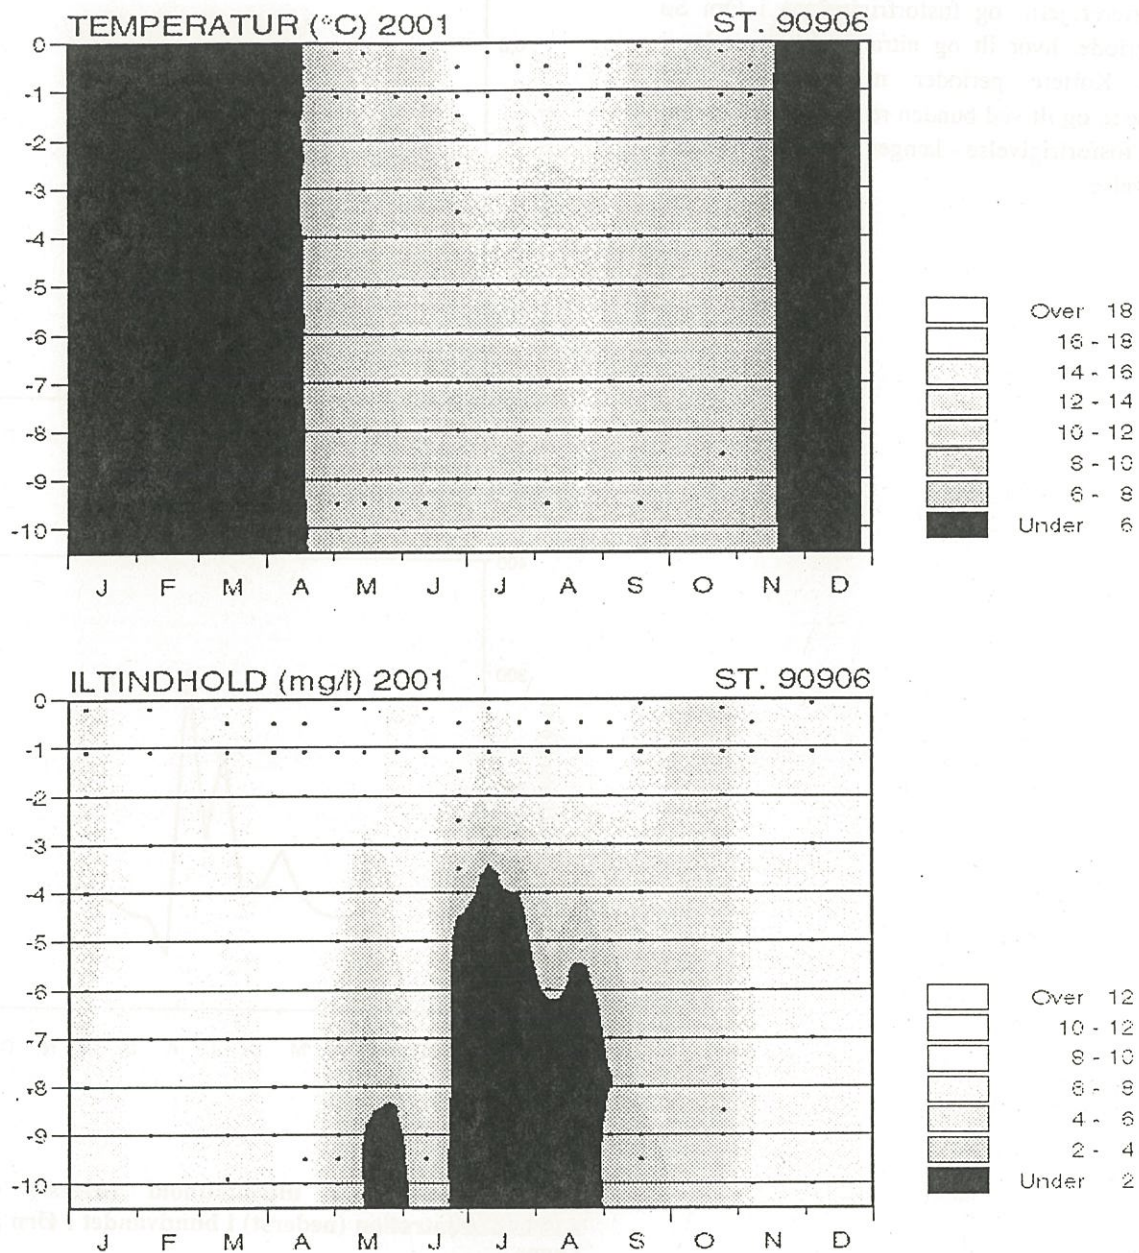 TEMPERATUR (°C) 2001 ST. 90906
0
-1
-2
-3
-4
-5
-6
-7
-8
-9
-10
J F M A M J J A S O N D
Over 18
16 - 18
14 - 16
12 - 14
10 - 12
8 - 10
6 - 8
Under 6
ILTINDHOLD (mg/l) 2001 ST. 90906
0
-1
-2
-3
-4
-5
-6
-7
-8
-9
-10
J F M A M J J A S O N D
Over 12
10 - 12
8 - 10
6 - 8
4 - 6
2 - 4
Under 2